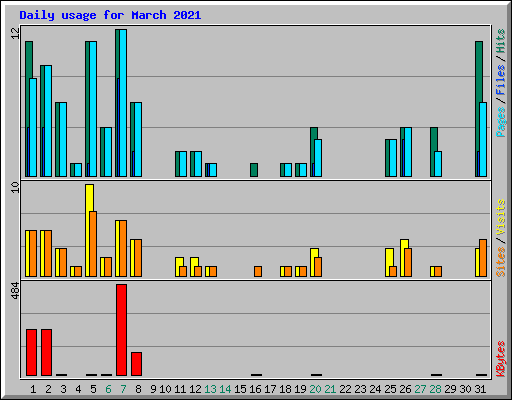 Daily usage for March 2021
12
Pages / Files / Hits
10
Sites / Visits
484
KBytes
1 2 3 4 5 6 7 8 9 10 11 12 13 14 15 16 17 18 19 20 21 22 23 24 25 26 27 28 29 30 31